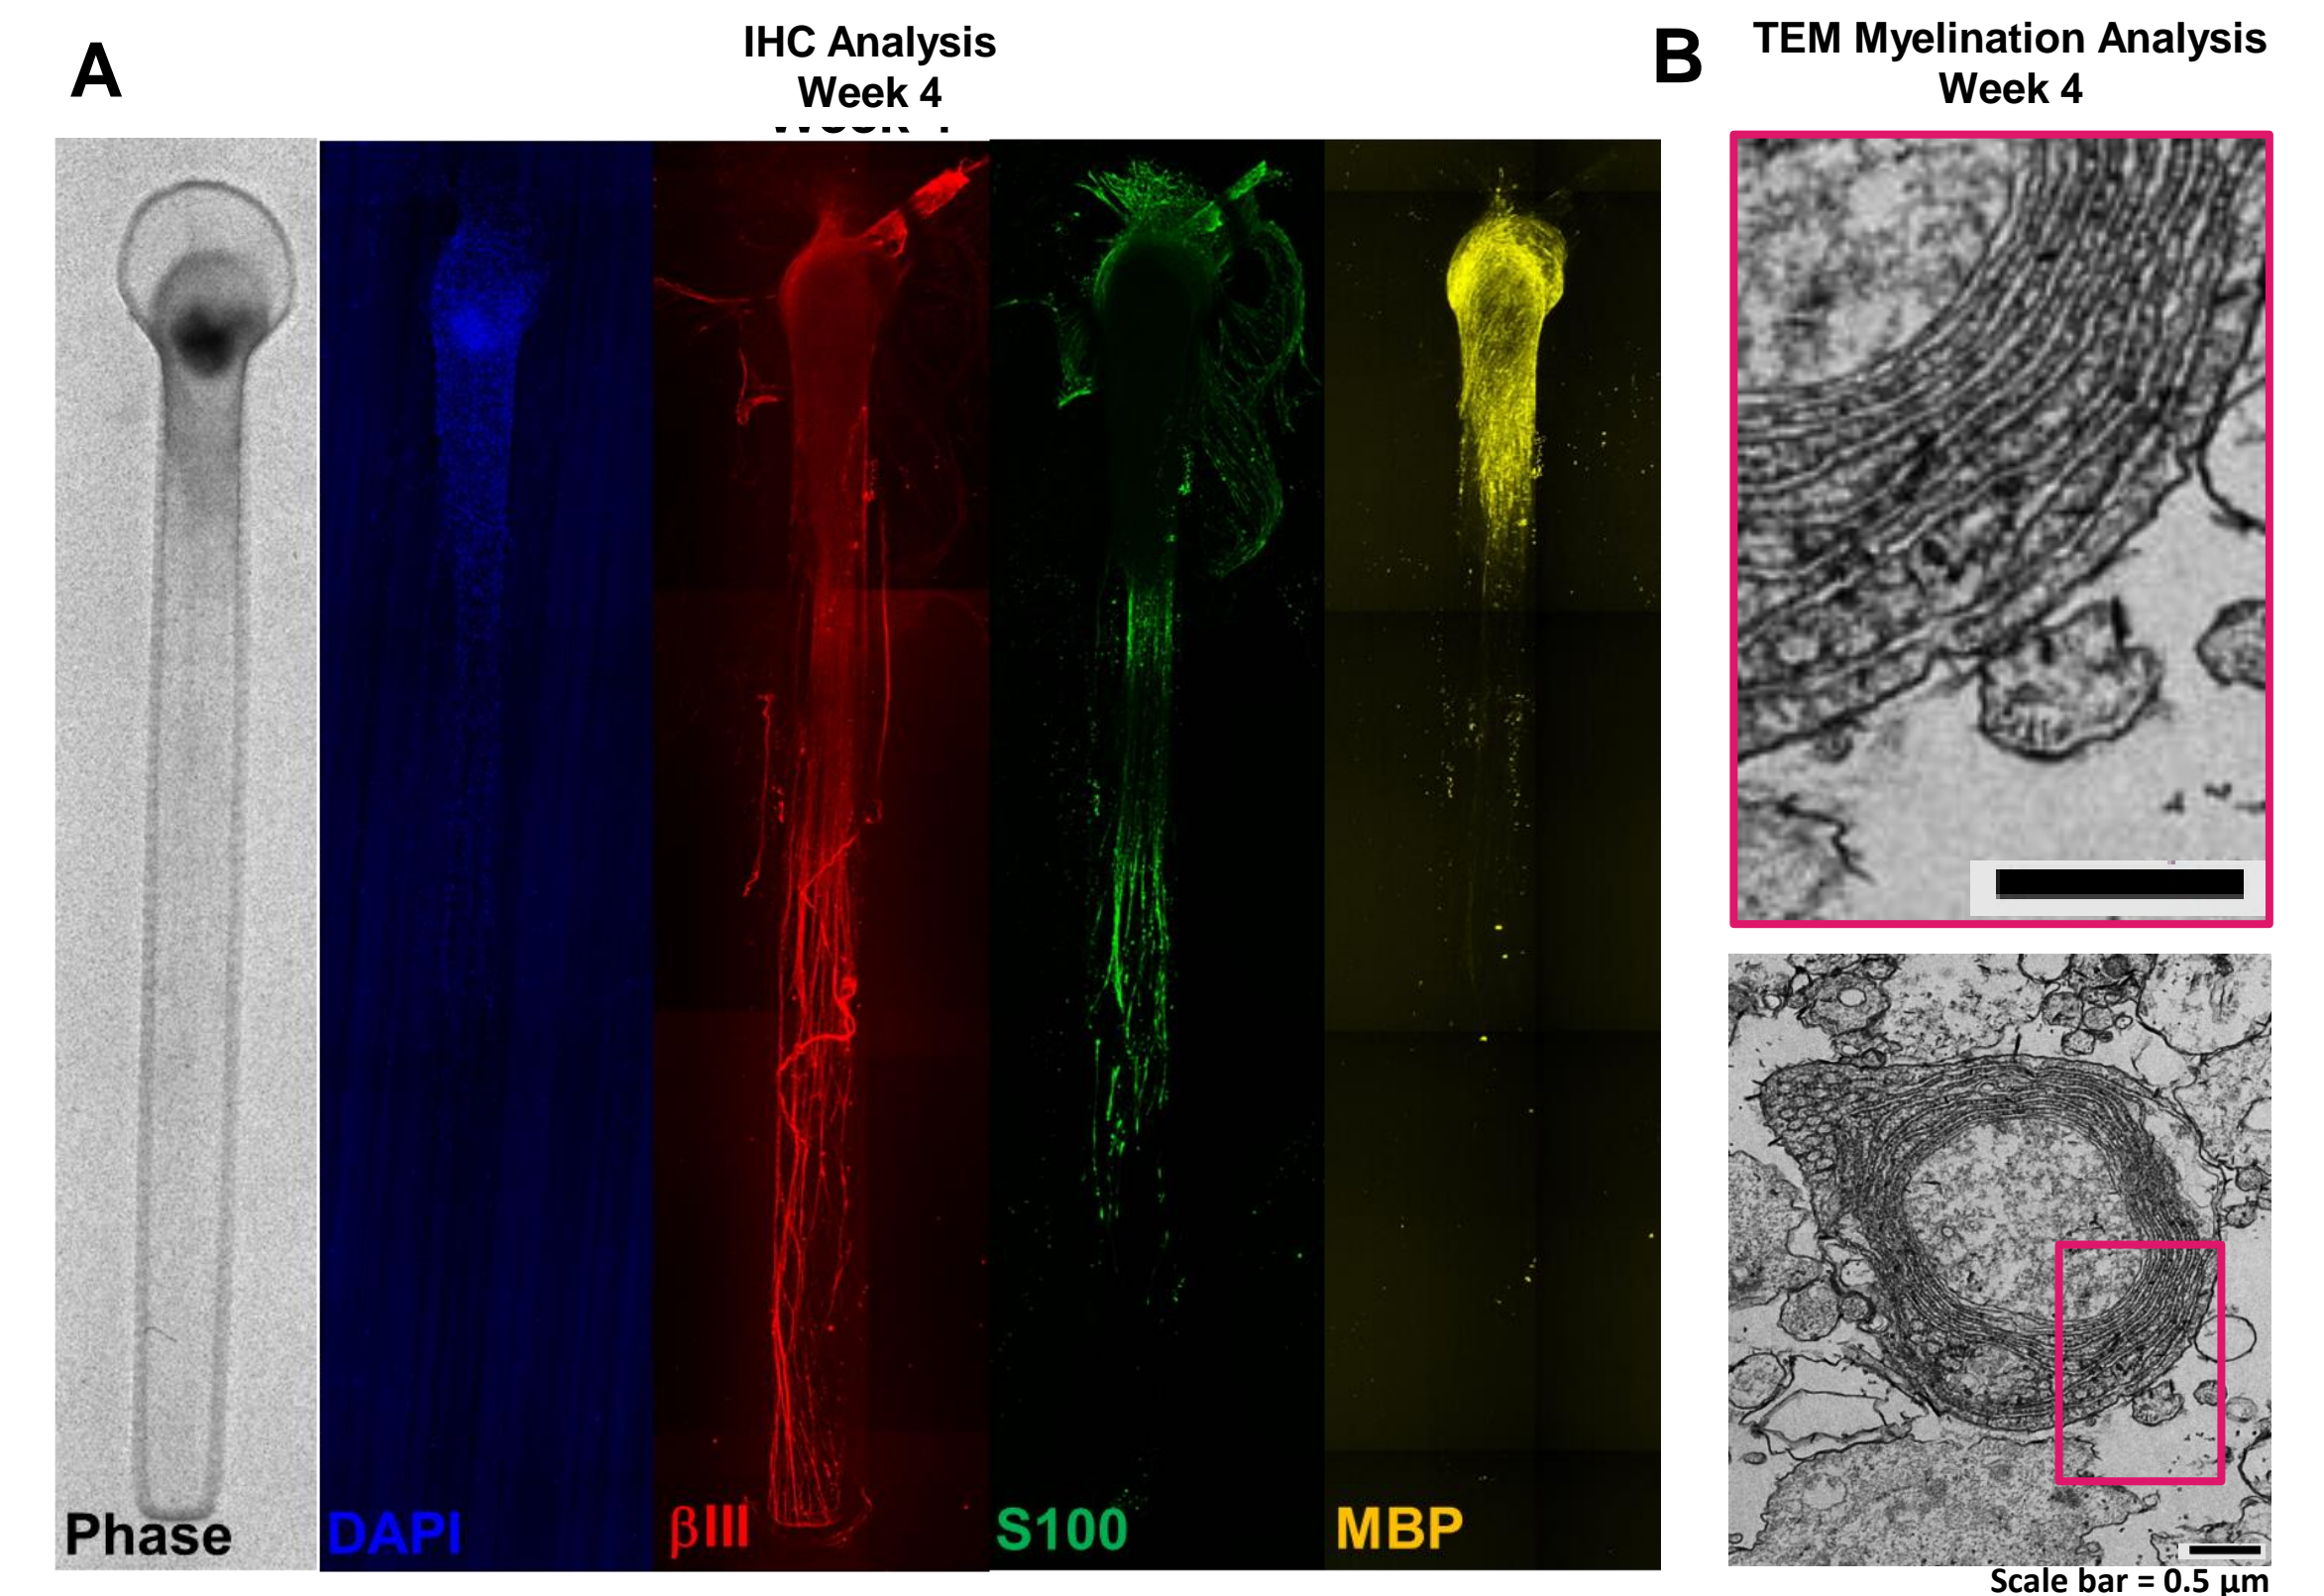 A
IHC Analysis
Week 4
B
TEM Myelination Analysis
Week 4
Phase
DAPI
βIII
S100
MBP
Scale bar = 0.5 μm